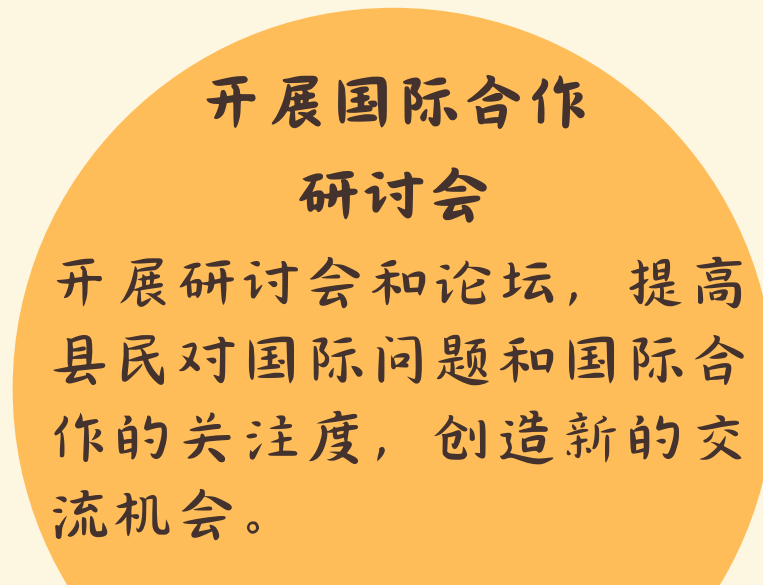 开展国际合作
研讨会
开展研讨会和论坛，提高
县民对国际问题和国际合
作的关注度，创造新的交
流机会。